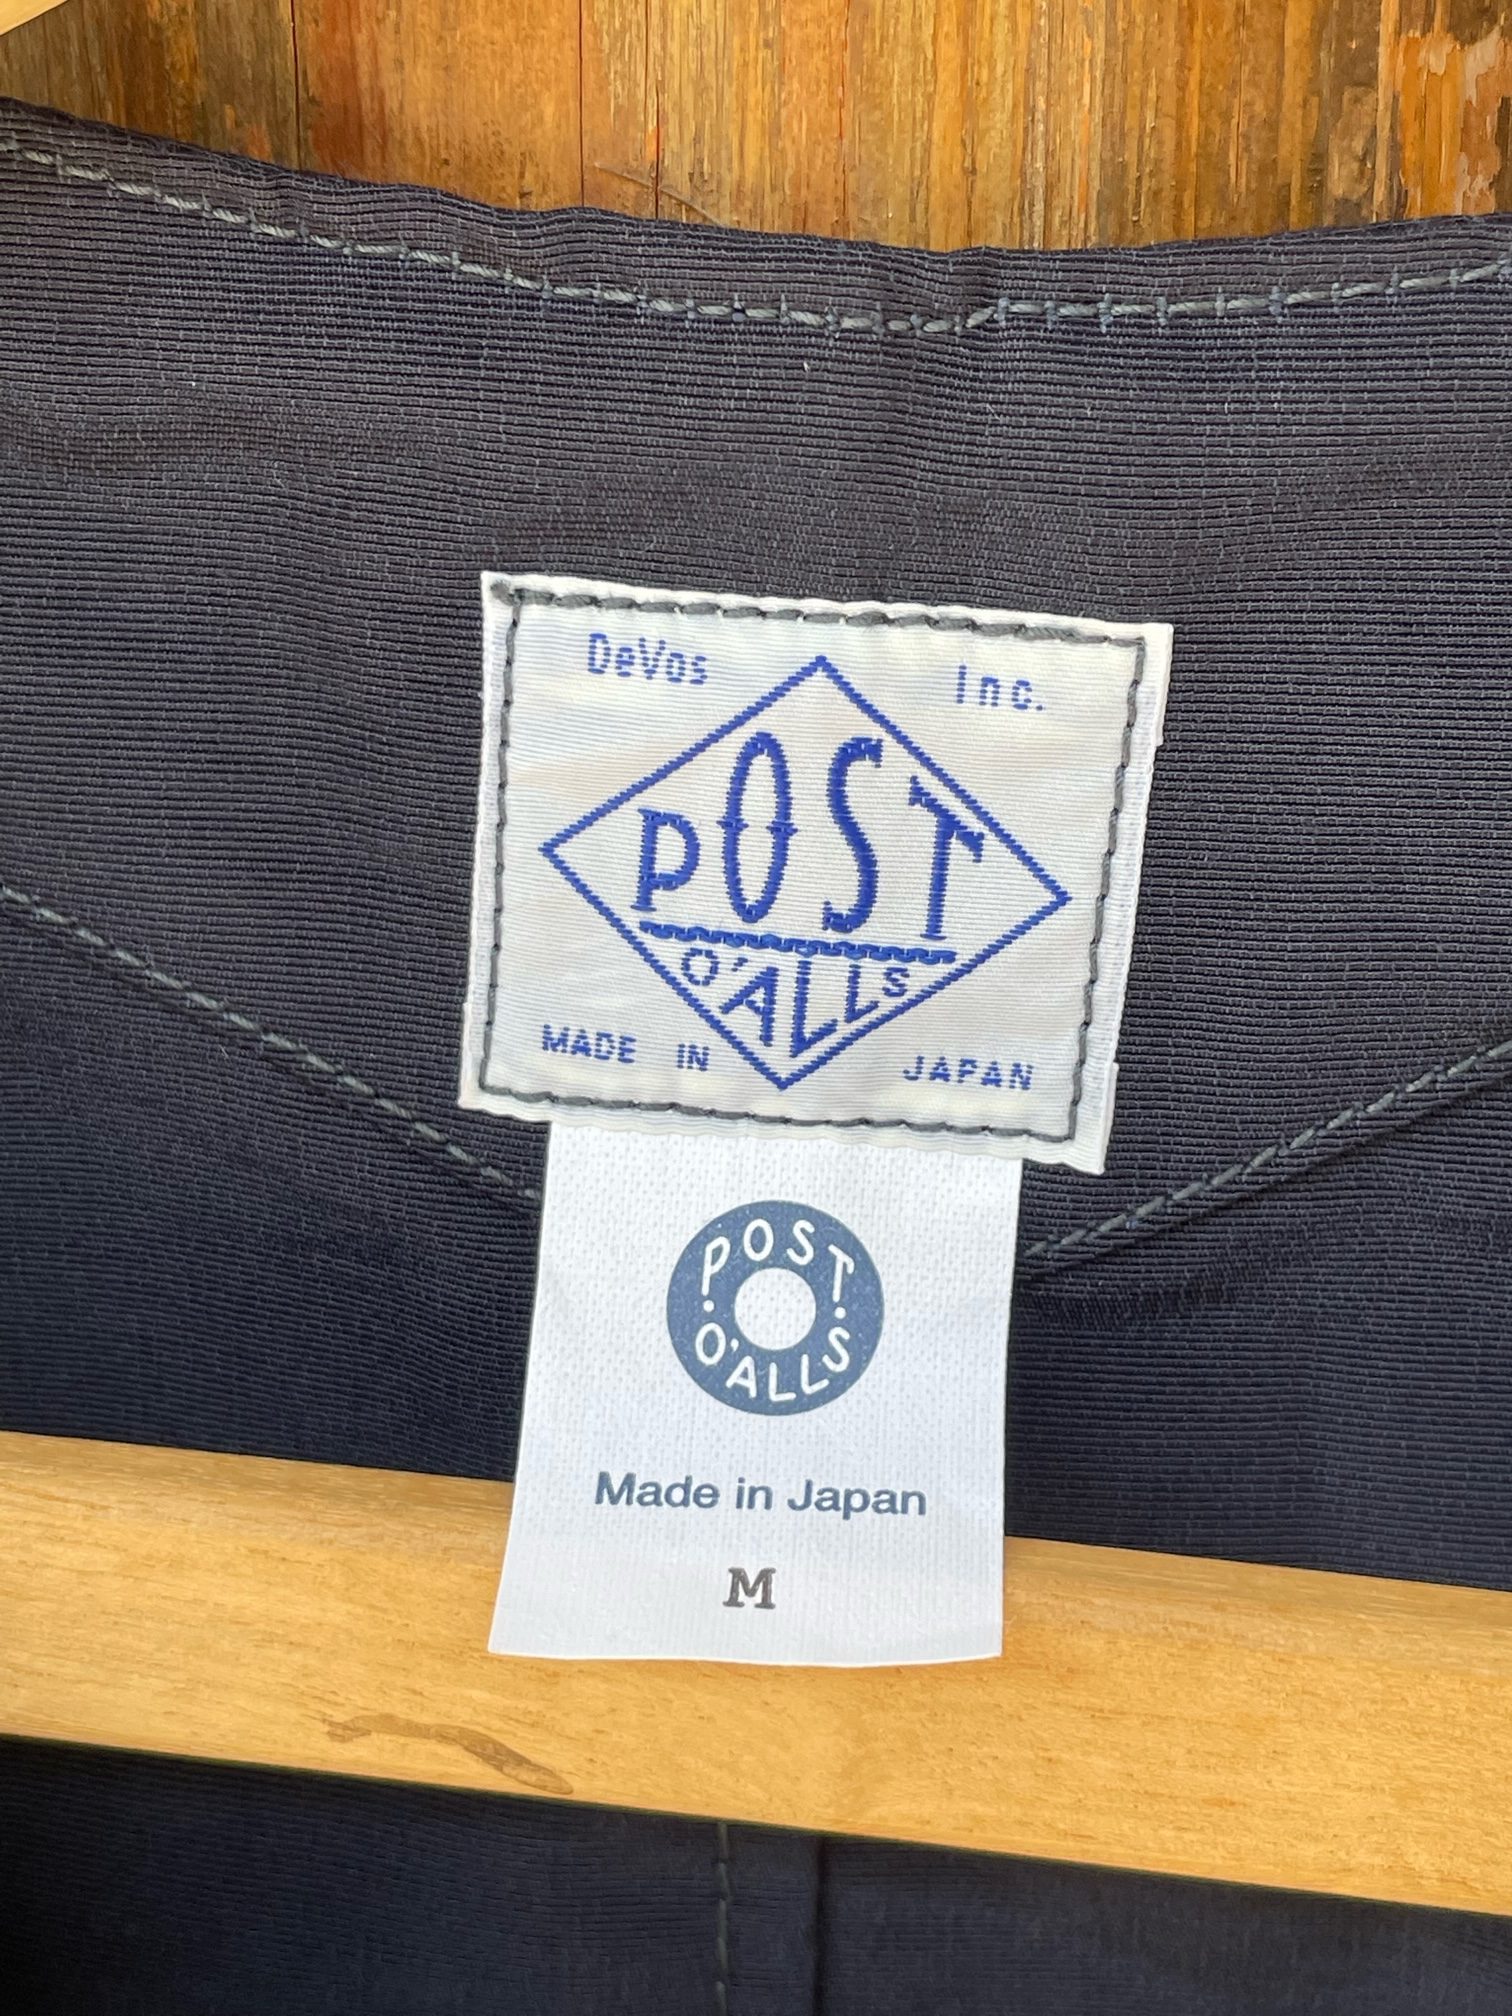 DeVos Inc.
POST
O'ALLS
MADE IN JAPAN
POST
O'ALLS
Made in Japan
M